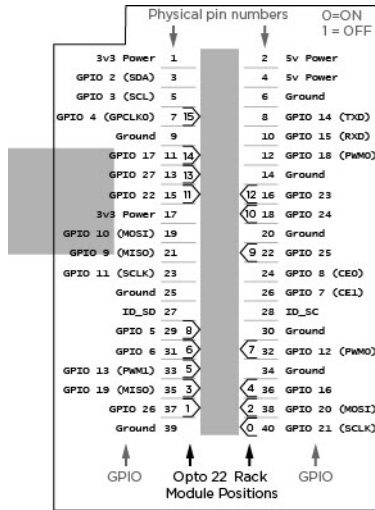 Physical pin numbers
0=ON
1 = OFF
3v3 Power 1 2 5v Power
GPIO 2 (SDA) 3 4 5v Power
GPIO 3 (SCL) 5 6 Ground
GPIO 4 (GPCLK0) 7 15 8 GPIO 14 (TXD)
Ground 9 10 GPIO 15 (RXD)
GPIO 17 11 14 12 GPIO 18 (PWM0)
GPIO 27 13 13 14 Ground
GPIO 22 15 11 12 16 GPIO 23
3v3 Power 17 10 18 GPIO 24
GPIO 10 (MOSI) 19 20 Ground
GPIO 9 (MISO) 21 9 22 GPIO 25
GPIO 11 (SCLK) 23 24 GPIO 8 (CE0)
Ground 25 26 GPIO 7 (CE1)
ID_SD 27 28 ID_SC
GPIO 5 29 8 30 Ground
GPIO 6 31 6 7 32 GPIO 12 (PWM0)
GPIO 13 (PWM1) 33 5 34 Ground
GPIO 19 (MISO) 35 3 4 36 GPIO 16
GPIO 26 37 1 2 38 GPIO 20 (MOSI)
Ground 39 0 40 GPIO 21 (SCLK)
GPIO Opto 22 Rack GPIO
Module Positions